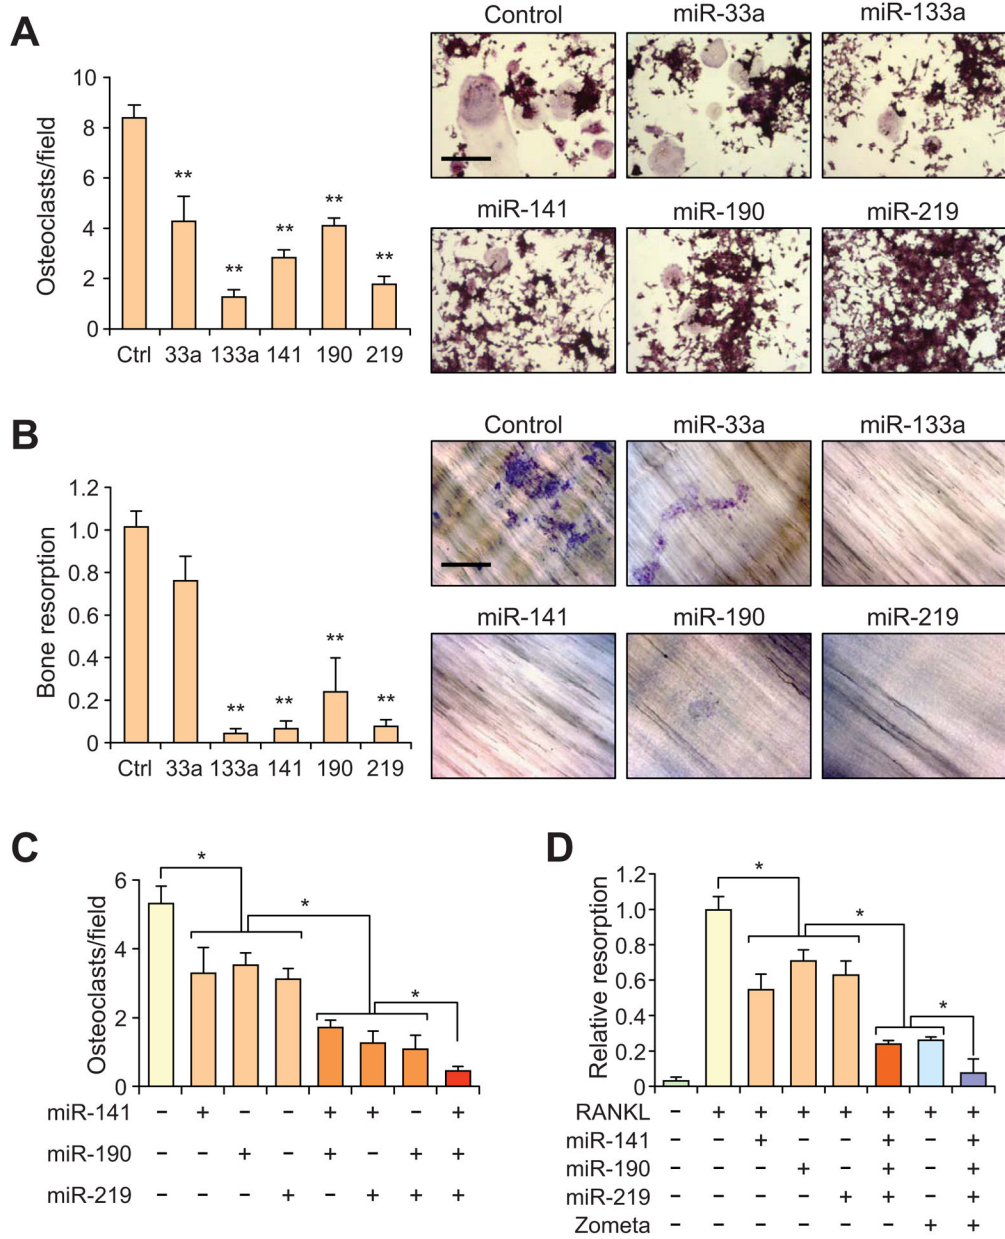 A
Osteoclasts/field
10
8
6
4
2
0
** ** ** ** **
Ctrl 33a 133a 141 190 219
Control miR-33a miR-133a
miR-141 miR-190 miR-219
B
Bone resorption
1.2
1.0
0.8
0.6
0.4
0.2
0
** ** ** **
Ctrl 33a 133a 141 190 219
Control miR-33a miR-133a
miR-141 miR-190 miR-219
C
Osteoclasts/field
6
4
2
0
* * *
miR-141 – + – – + + – +
miR-190 – – + – + – + +
miR-219 – – – + – + + +
D
Relative resorption
1.2
1.0
0.8
0.6
0.4
0.2
0
* * *
RANKL – + + + + + + +
miR-141 – – + – – + – +
miR-190 – – – + – + – +
miR-219 – – – – + + – +
Zometa – – – – – – + +